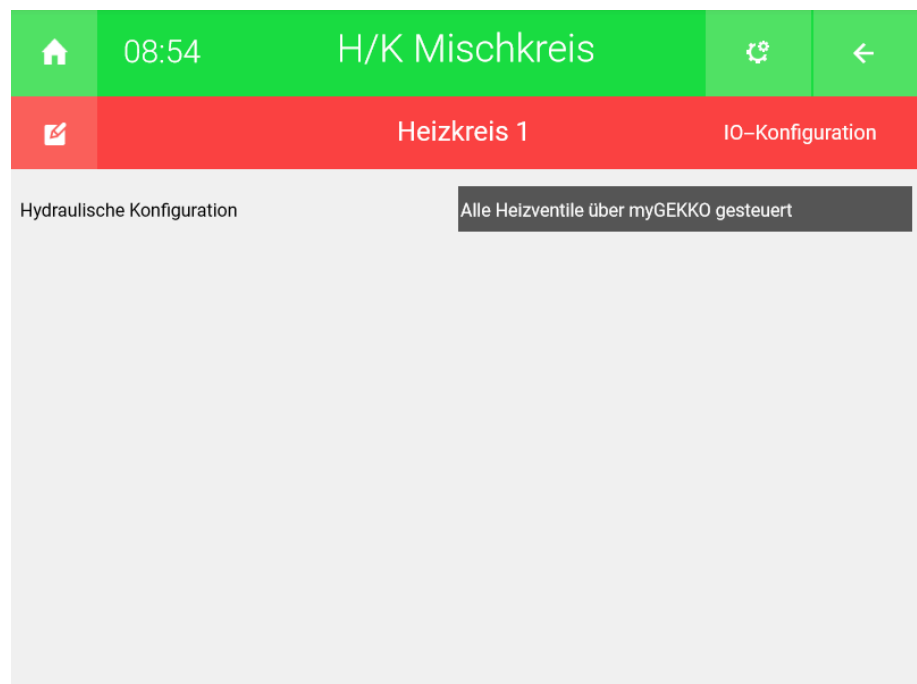 08:54 H/K Mischkreis
Heizkreis 1 IO–Konfiguration
Hydraulische Konfiguration Alle Heizventile über myGEKKO gesteuert